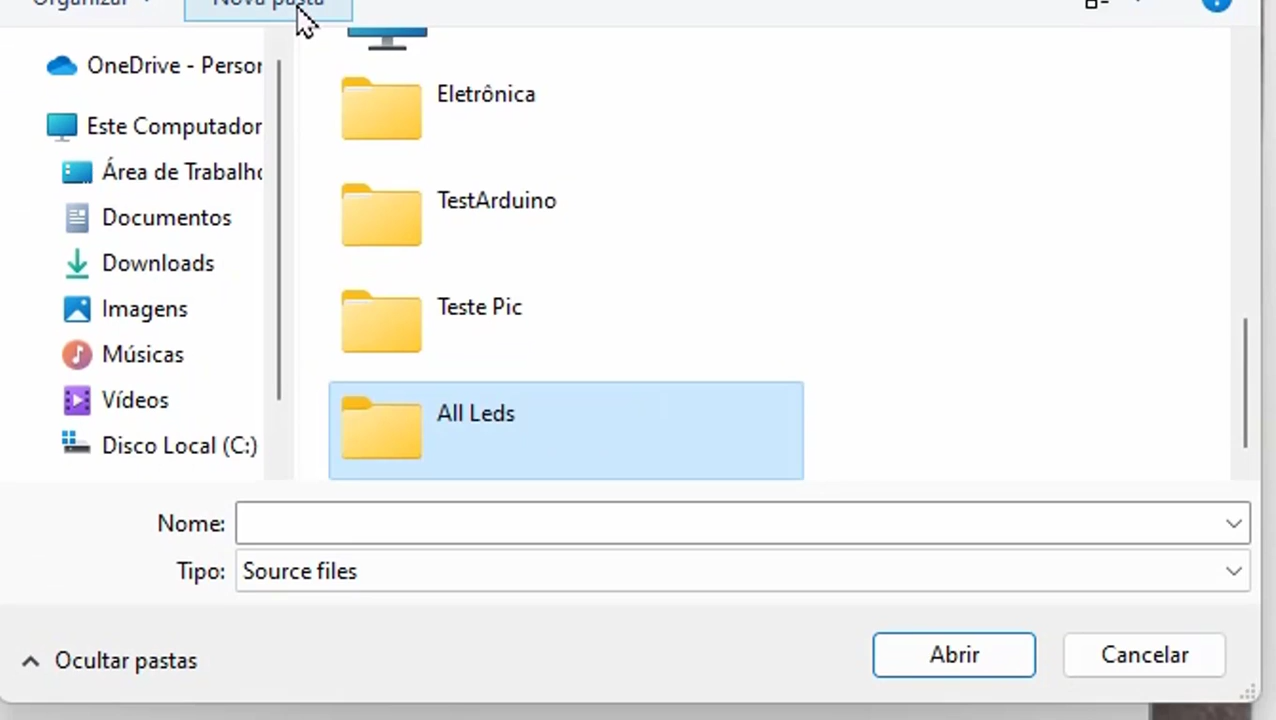 Organizar
Nova pasta
OneDrive - Person
Este Computador
Área de Trabalho
Documentos
Downloads
Imagens
Músicas
Vídeos
Disco Local (C:)
Eletrônica
TestArduino
Teste Pic
All Leds
Nome:
Tipo: Source files
Ocultar pastas
Abrir
Cancelar